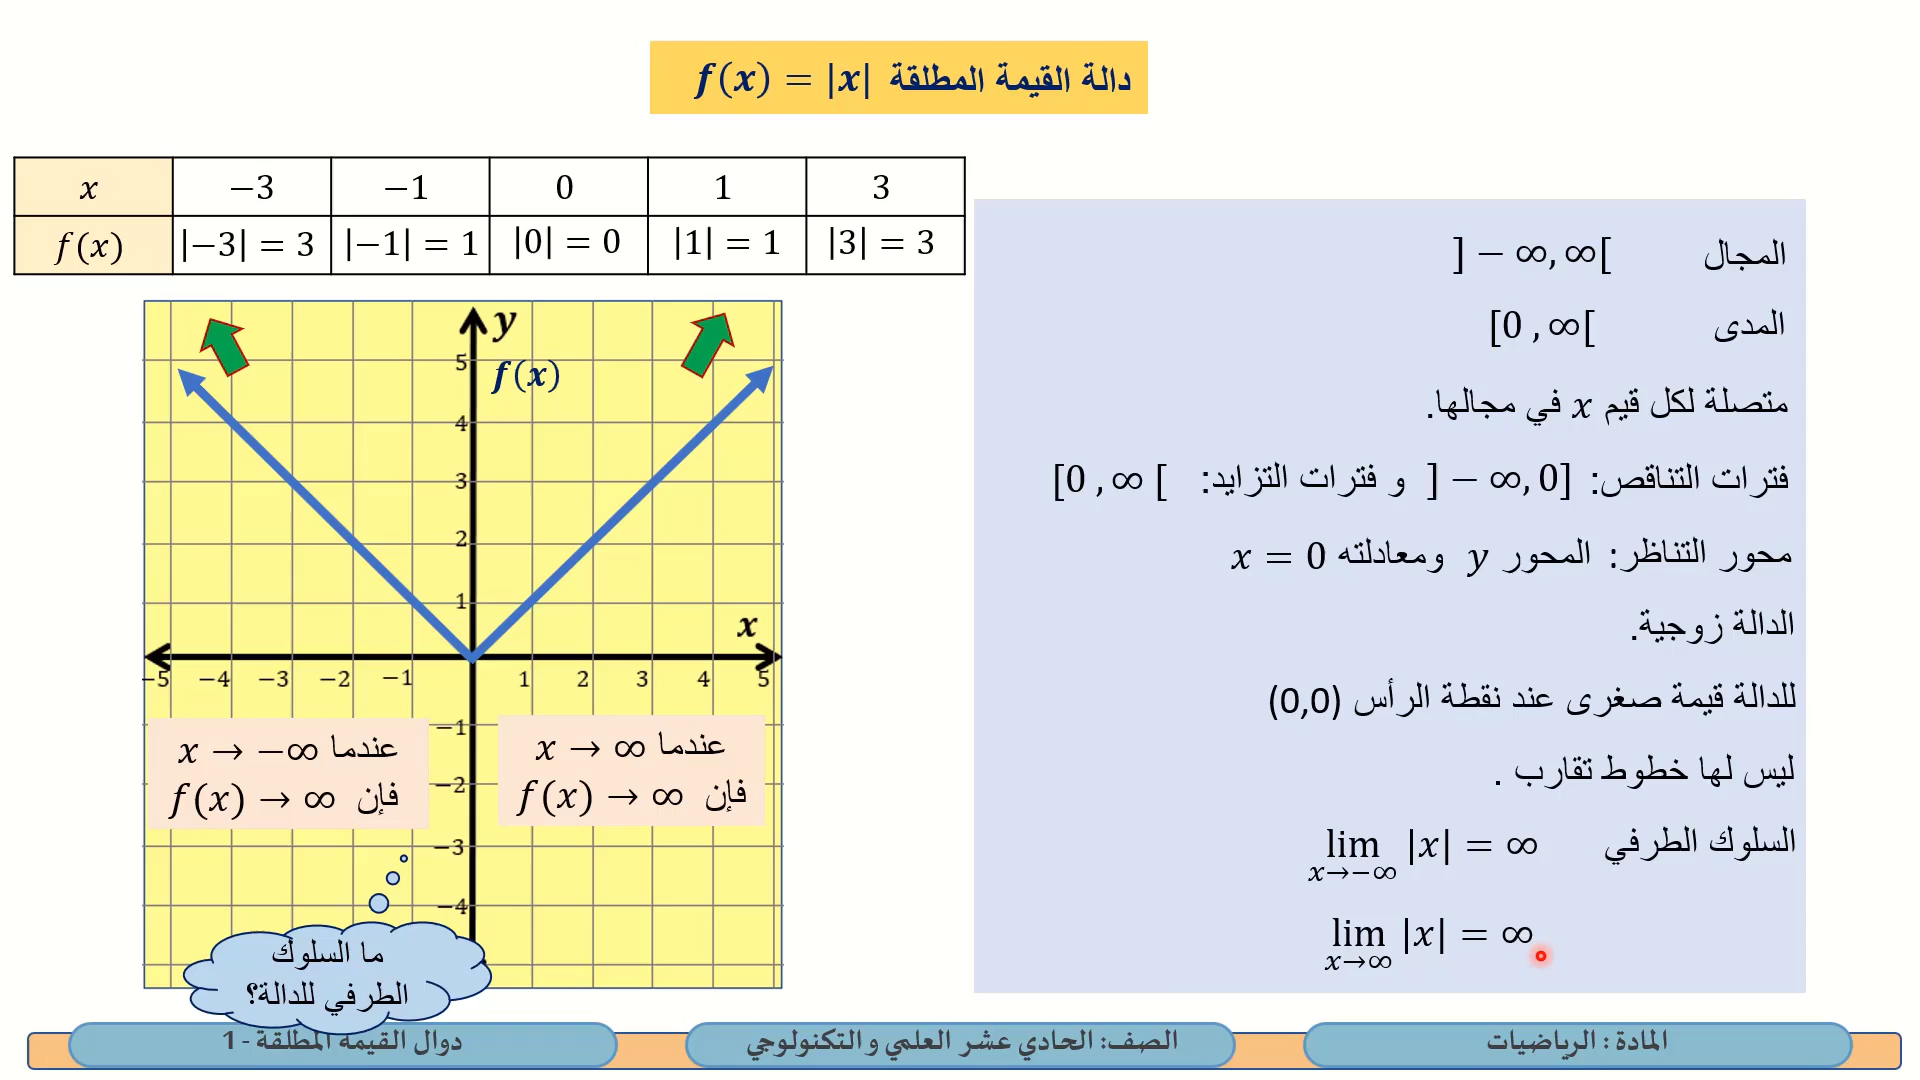 دالة القيمة المطلقة f(x) = |x|
x −3 −1 0 1 3
f(x) |−3| = 3 |−1| = 1 |0| = 0 |1| = 1 |3| = 3
المجال ]−∞,∞[
المدى [0 , ∞[
متصلة لكل قيم x في مجالها.
فترات التناقص: ]−∞,0] و فترات التزايد: [0 , ∞ [
محور التناظر: المحور y ومعادلته x = 0
الدالة زوجية.
للدالة قيمة صغرى عند نقطة الرأس (0,0)
ليس لها خطوط تقارب .
السلوك الطرفي lim x→−∞ |x| = ∞
lim x→∞ |x| = ∞
y
f(x)
5
4
3
2
1
x
−5 −4 −3 −2 −1 1 2 3 4 5
−1
−2
−3
−4
عندما x → −∞
فإن f(x) → ∞
عندما x → ∞
فإن f(x) → ∞
ما السلوك
الطرفي للدالة؟
المادة : الرياضيات
الصف: الحادي عشر العلمي و التكنولوجي
دوال القيمة المطلقة - 1